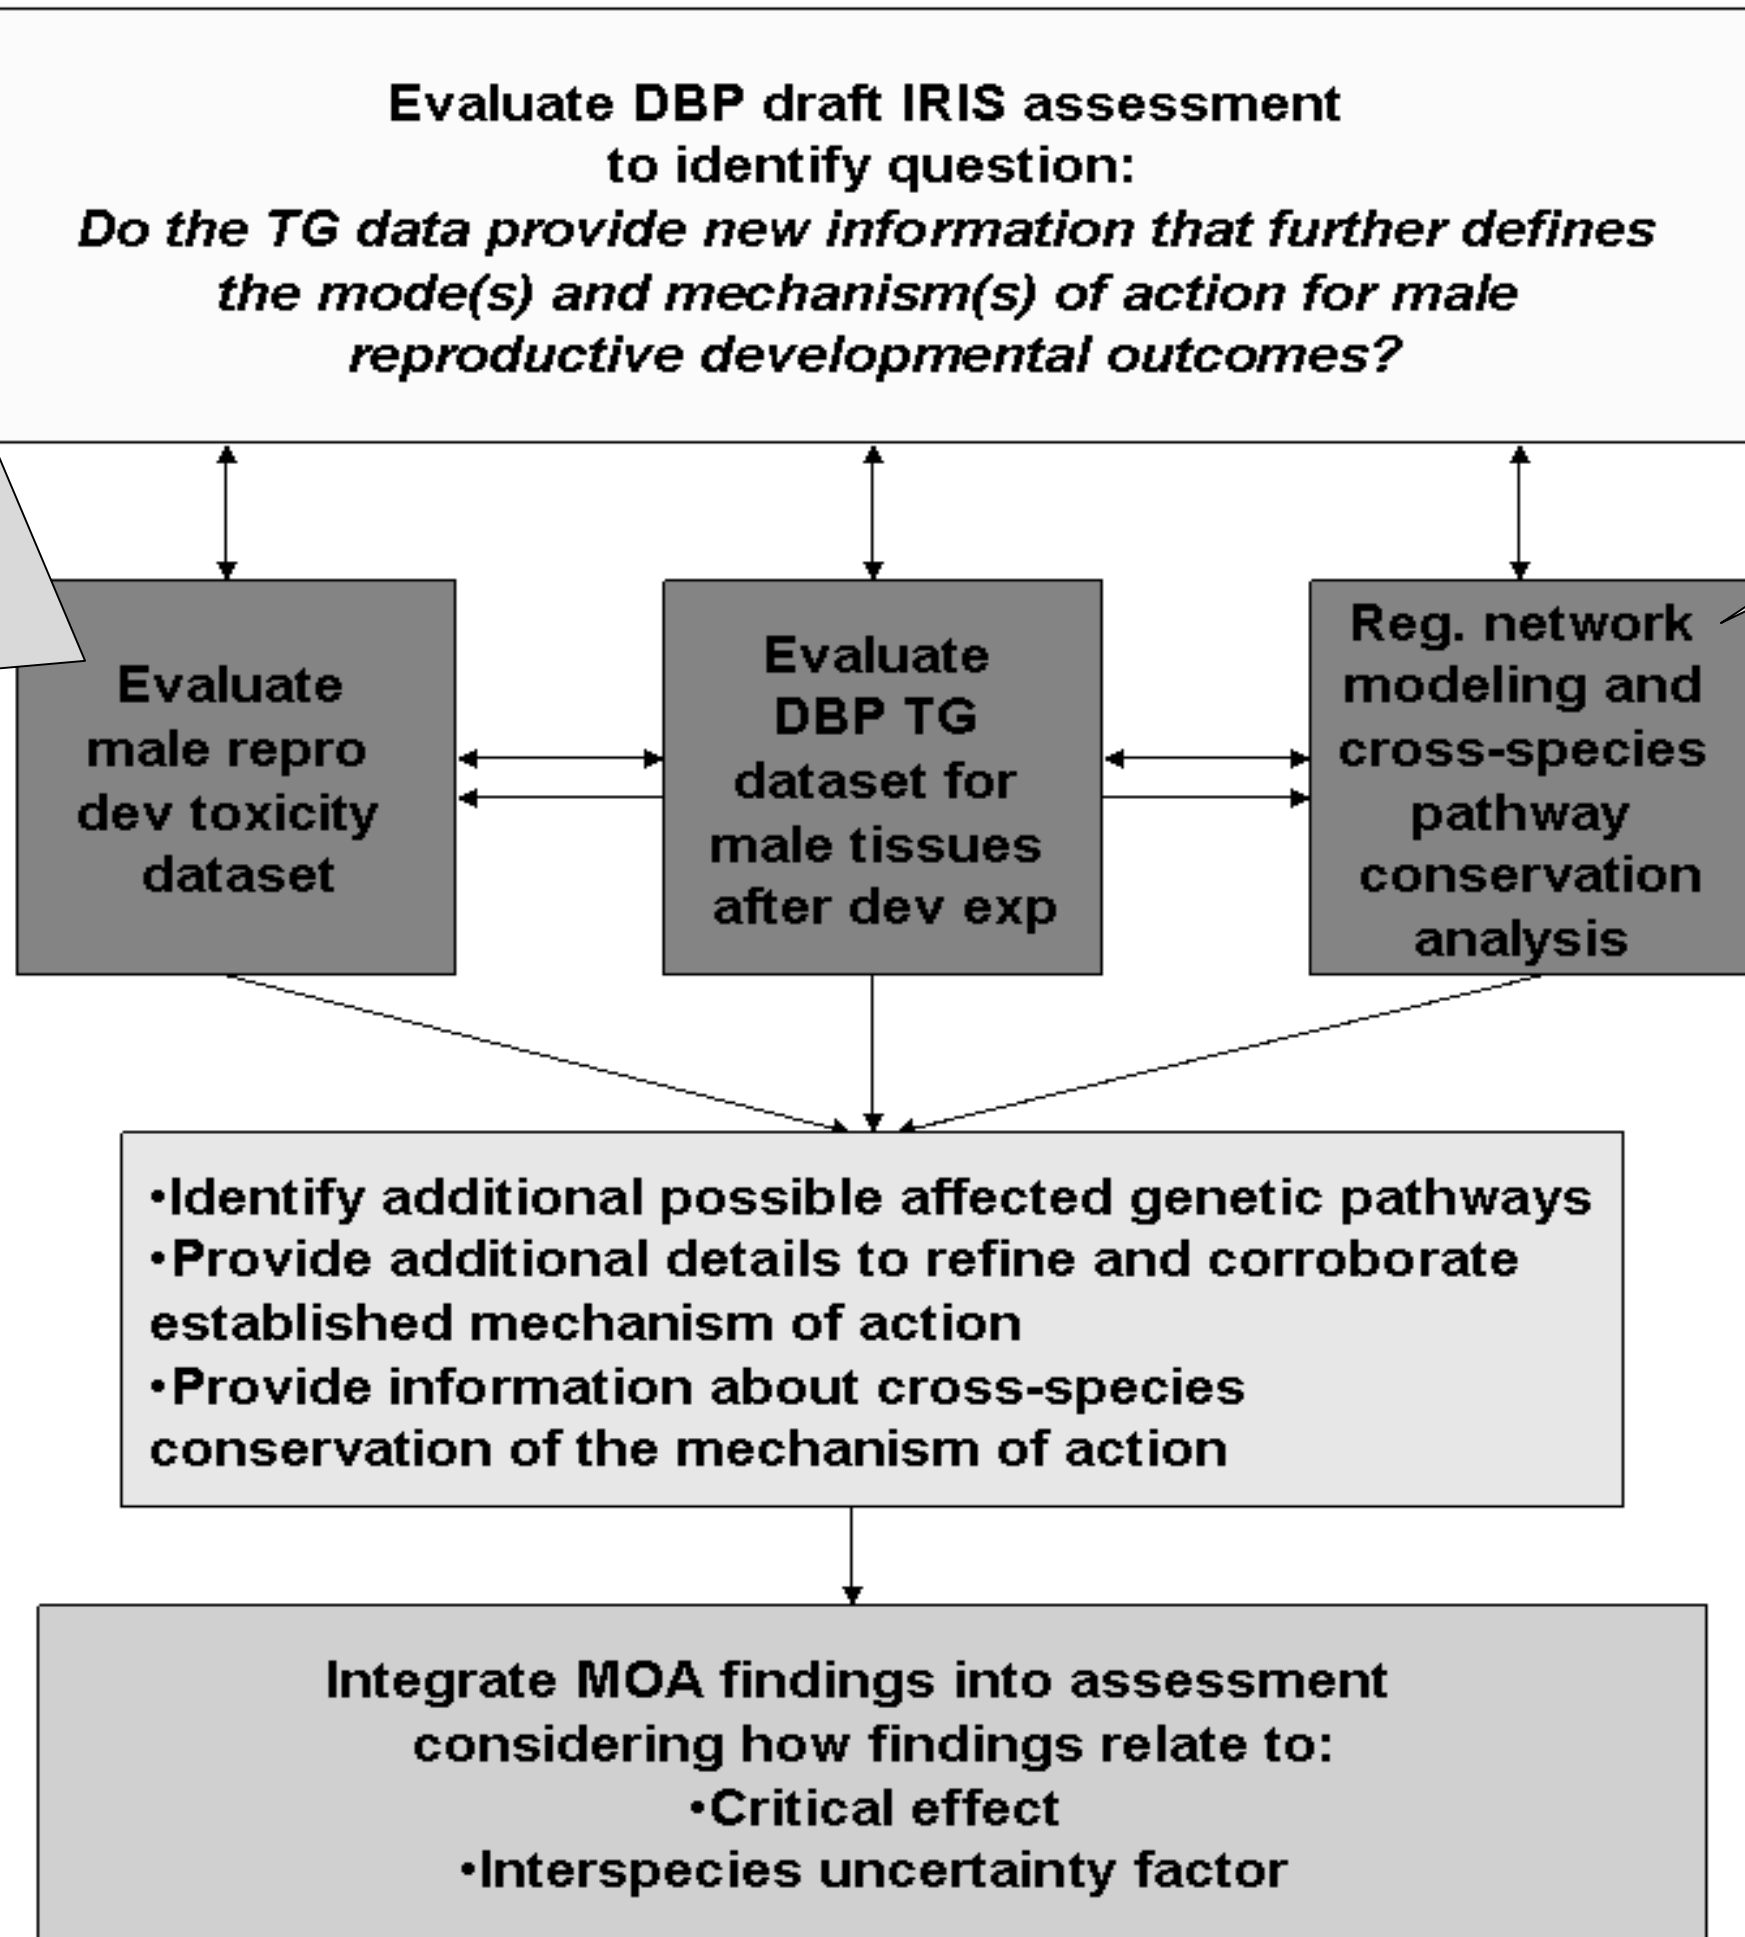 Evaluate DBP draft IRIS assessment
to identify question:
Do the TG data provide new information that further defines
the mode(s) and mechanism(s) of action for male
reproductive developmental outcomes?
Evaluate
male repro
dev toxicity
dataset
Evaluate
DBP TG
dataset for
male tissues
after dev exp
Reg. network
modeling and
cross-species
pathway
conservation
analysis
•Identify additional possible affected genetic pathways
•Provide additional details to refine and corroborate
established mechanism of action
•Provide information about cross-species
conservation of the mechanism of action
Integrate MOA findings into assessment
considering how findings relate to:
•Critical effect
•Interspecies uncertainty factor